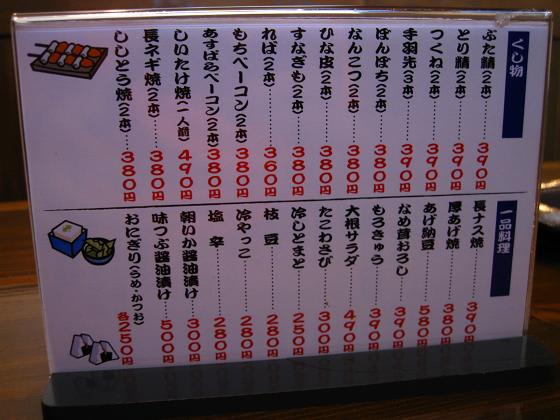 くし物
ぶた精(2本)……390円
とり精(2本)……390円
つくね(2本)……390円
手羽先(3本)……390円
ぼんぼち(2本)……380円
なんこつ(2本)……380円
ひな皮(2本)……380円
すなぎも(2本)……380円
ればー(2本)……360円
もちベーコン(2本)……380円
あすぱらベーコン(2本)380円
しいたけ焼(一人前)490円
長ネギ焼(2本)……380円
ししとう焼(2本)……380円
一品料理
長ナス焼……390円
厚あげ焼……380円
あげ納豆……580円
なめ茸おろし……390円
もろきゅう……390円
大根サラダ……490円
たこわさび……300円
冷しとまと……250円
枝豆……280円
冷やっこ……280円
塩辛……280円
朝いか醤油漬け……300円
味つぶ醤油漬け……500円
おにぎり(うめ・かつお)各250円